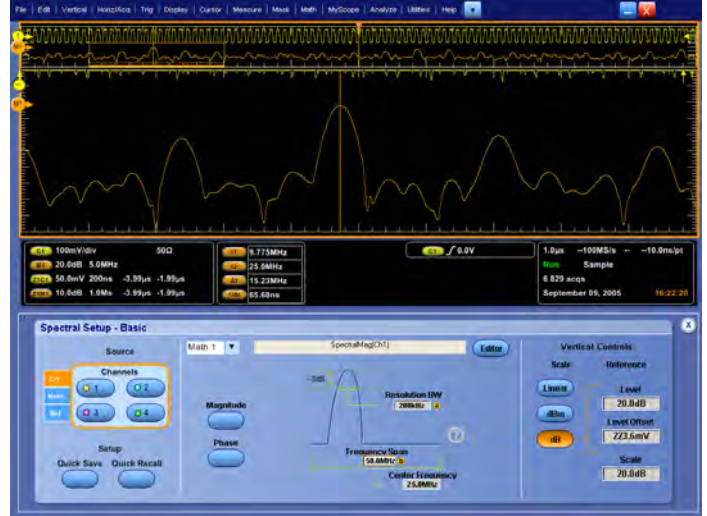 File | Edit | Vertical | Horiz/Acq | Trig | Display | Cursor | Measure | Mask | Math | MyScope | Analyze | Utilities | Help
C1 100mV/div 50Ω
M1 20.0dB 5.0MHz
Z1C1 50.0mV 200ns -3.99µs -1.99µs
Z1M1 10.0dB 1.0Ms -3.99µs -1.99µs
9.775MHz
25.0MHz
15.23MHz
65.68ns
C1 0.0V
1.0µs 100MS/s 10.0ns/pt
Run Sample
6 829 acqs
September 09, 2005 16:22:20
Spectral Setup - Basic
X
Source
Channels
1 2
3 4
Setup
Quick Save Quick Recall
Math 1
SpectralMag(Ch1)
Editor
Magnitude
Phase
-3dB
Resolution BW
200kHz A
?
Frequency Span
50.0MHz B
Center Frequency
25.0MHz
Vertical Controls
Scale Reference
Linear
dBm
dB
Level
20.0dB
Level Offset
223.6mV
Scale
20.0dB